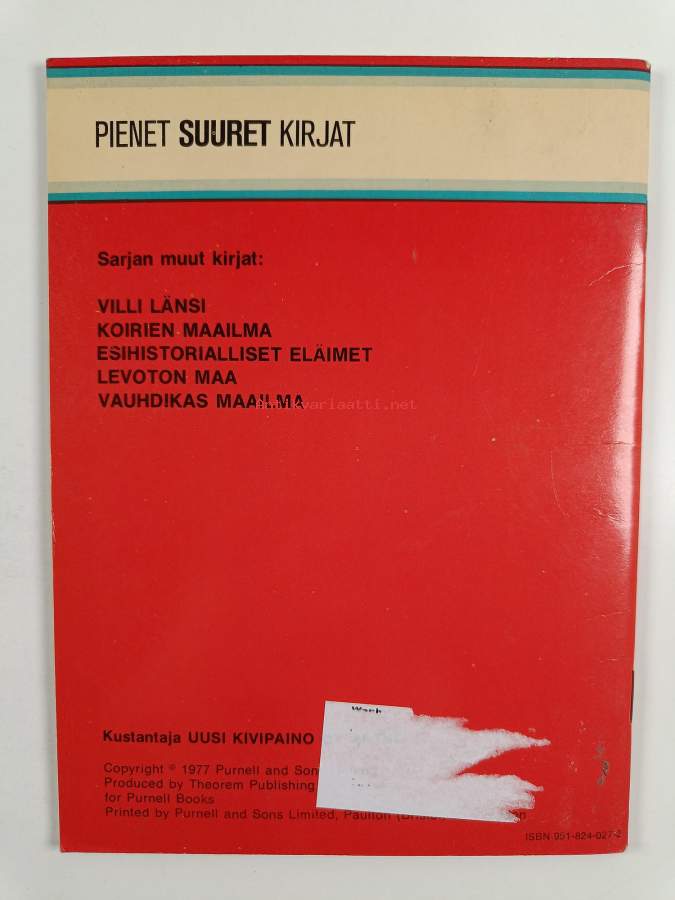 PIENET SUURET KIRJAT
Sarjan muut kirjat:
VILLI LÄNSI
KOIRIEN MAAILMA
ESIHISTORIALLISET ELÄIMET
LEVOTON MAA
VAUHDIKAS MAAILMA
antikvariaatti.net
Kustantaja UUSI KIVIPAINO
Copyright © 1977 Purnell and Sons
Produced by Theorem Publishing
for Purnell Books
Printed by Purnell and Sons Limited, Paulton
ISBN 951-824-027-2